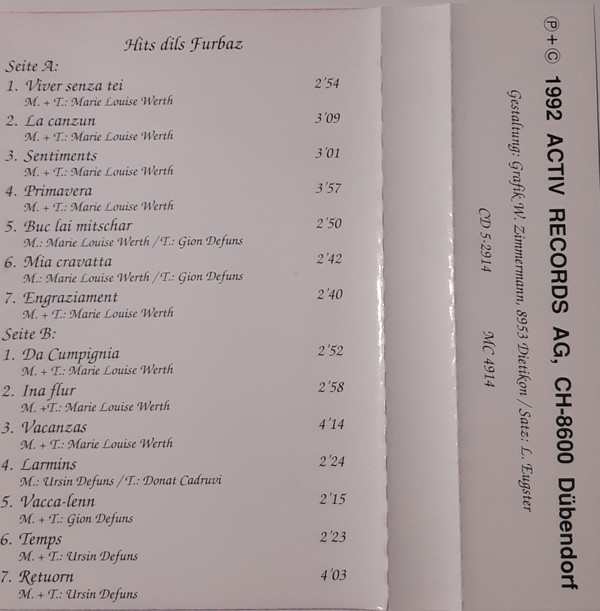 Hits dils Furbaz
Seite A:
1. Viver senza tei 2'54
M. + T.: Marie Louise Werth
2. La canzun 3'09
M. + T.: Marie Louise Werth
3. Sentiments 3'01
M. + T.: Marie Louise Werth
4. Primavera 3'57
M. + T.: Marie Louise Werth
5. Buc lai mitschar 2'50
M.: Marie Louise Werth / T.: Gion Defuns
6. Mia cravatta 2'42
M.: Marie Louise Werth / T.: Gion Defuns
7. Engraziament 2'40
M. + T.: Marie Louise Werth
Seite B:
1. Da Cumpignia 2'52
M. + T.: Marie Louise Werth
2. Ina flur 2'58
M. +T.: Marie Louise Werth
3. Vacanzas 4'14
M. + T.: Marie Louise Werth
4. Larmins 2'24
M.: Ursin Defuns / T.: Donat Cadruvi
5. Vacca-lenn 2'15
M. + T.: Gion Defuns
6. Temps 2'23
M. + T.: Ursin Defuns
7. Retuorn 4'03
M. + T.: Ursin Defuns
℗+© 1992 ACTIV RECORDS AG, CH-8600 Dübendorf
Gestaltung: Grafik W. Zimmermann, 8953 Dietikon / Satz: L. Eugster
CD 5-2914 MC 4914